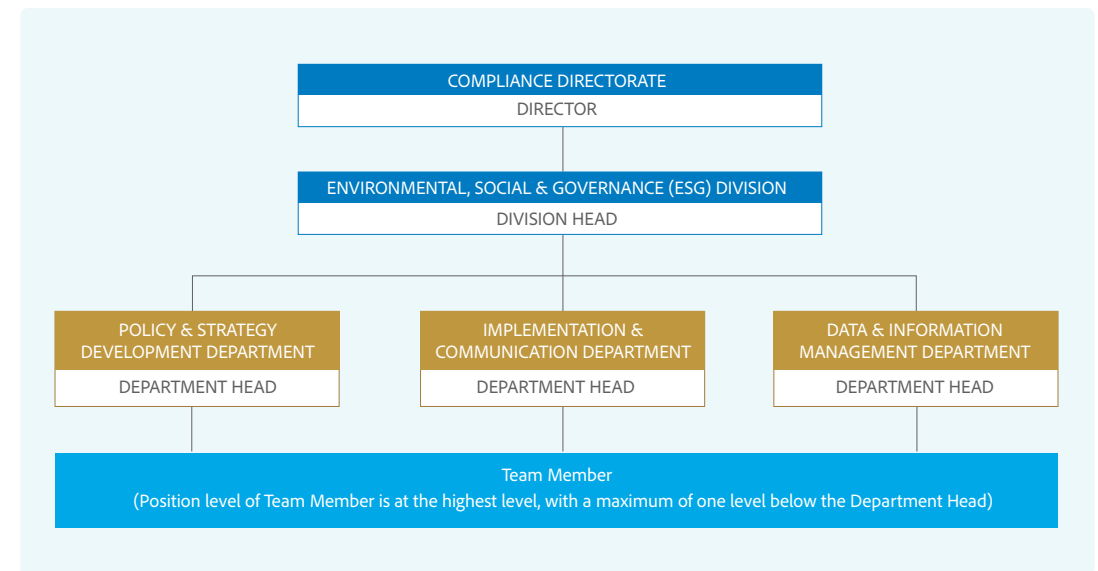 COMPLIANCE DIRECTORATE
DIRECTOR
ENVIRONMENTAL, SOCIAL & GOVERNANCE (ESG) DIVISION
DIVISION HEAD
POLICY & STRATEGY
DEVELOPMENT DEPARTMENT
DEPARTMENT HEAD
IMPLEMENTATION &
COMMUNICATION DEPARTMENT
DEPARTMENT HEAD
DATA & INFORMATION
MANAGEMENT DEPARTMENT
DEPARTMENT HEAD
Team Member
(Position level of Team Member is at the highest level, with a maximum of one level below the Department Head)